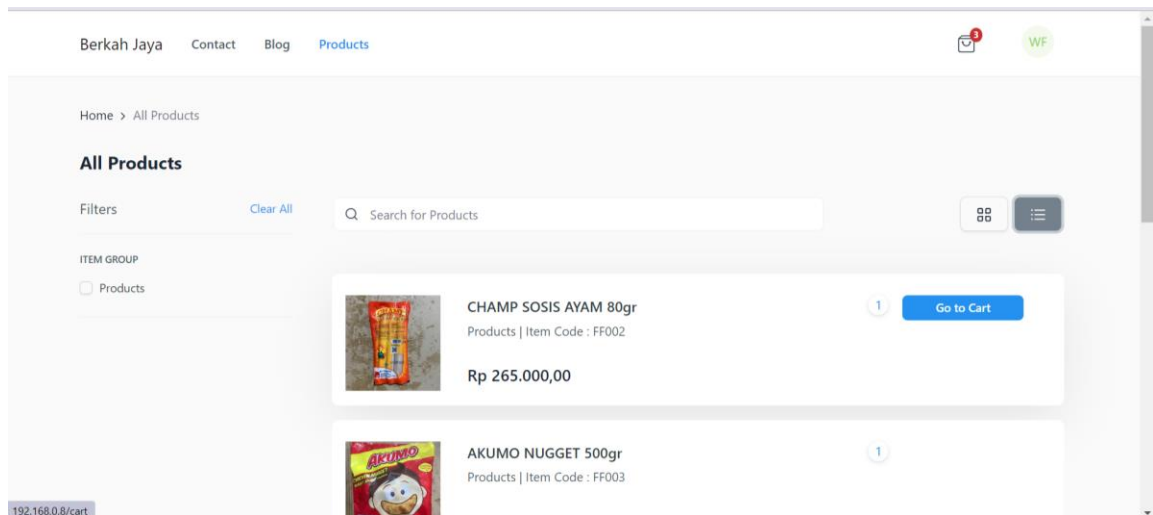 Berkah Jaya Contact Blog Products 3 WF
Home > All Products
All Products
Filters Clear All Search for Products
ITEM GROUP
Products
CHAMP SOSIS AYAM 80gr 1 Go to Cart
Products | Item Code : FF002
Rp 265.000,00
AKUMO
AKUMO NUGGET 500gr 1
Products | Item Code : FF003
192.168.0.8/cart